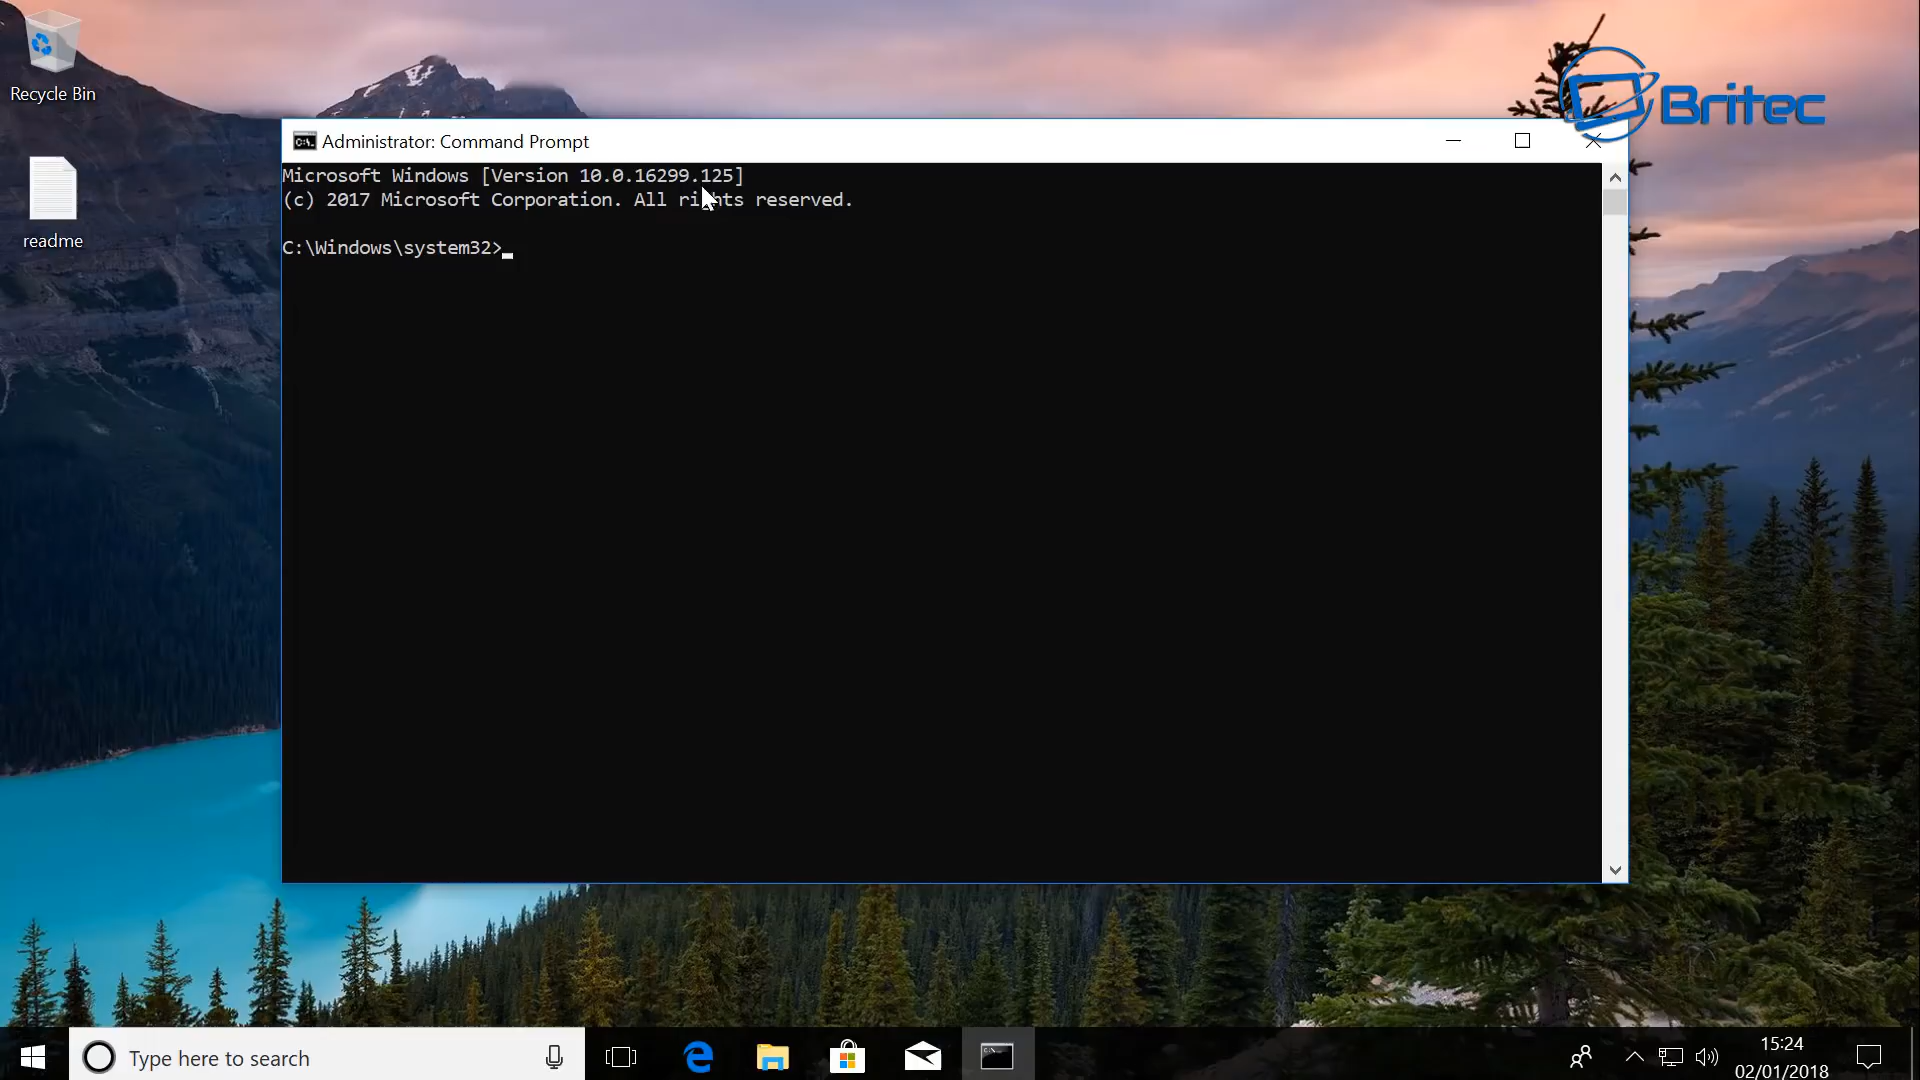 Recycle Bin
readme
Britec
Administrator: Command Prompt
Microsoft Windows [Version 10.0.16299.125]
(c) 2017 Microsoft Corporation. All rights reserved.
C:\Windows\system32>
Type here to search
15:24
02/01/2018